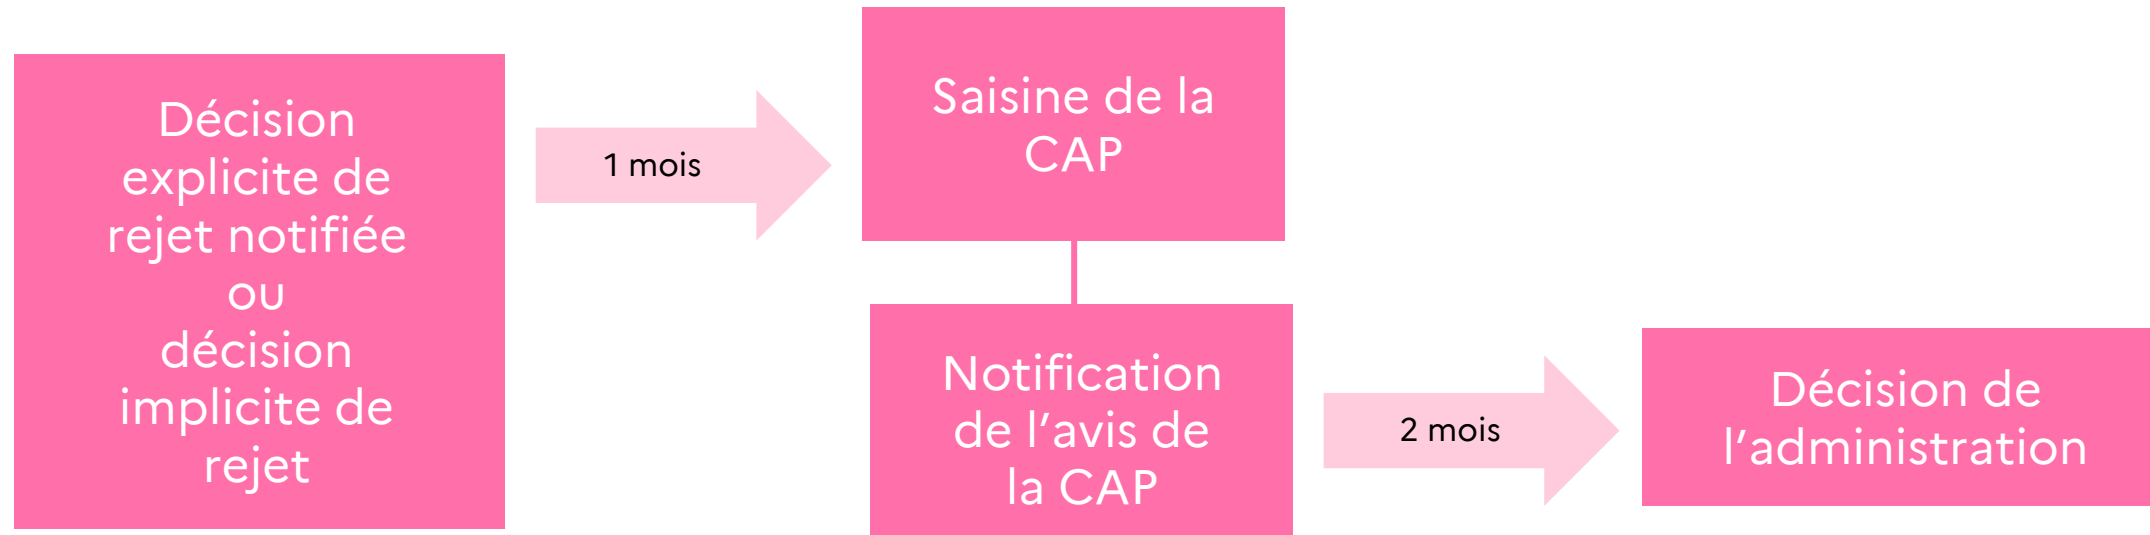 Décision
explicite de
rejet notifiée
ou
décision
implicite de
rejet
1 mois
Saisine de la
CAP
Notification
de l’avis de
la CAP
2 mois
Décision de
l’administration